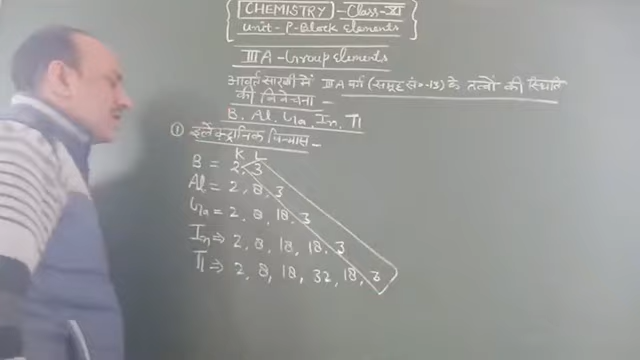 CHEMISTRY - Class-XI
Unit - P-Block Elements
III A - Group Elements
आवर्त सारणी में III A वर्ग (समूह सं०-13) के तत्वों की स्थिति
की विवेचना -
B, Al, Ga, In, Tl
① इलैक्ट्रानिक विन्यास -
K L
B = 2, 3
Al = 2, 8, 3
Ga = 2, 8, 18, 3
In ⇒ 2, 8, 18, 18, 3
Tl ⇒ 2, 8, 18, 32, 18, 3